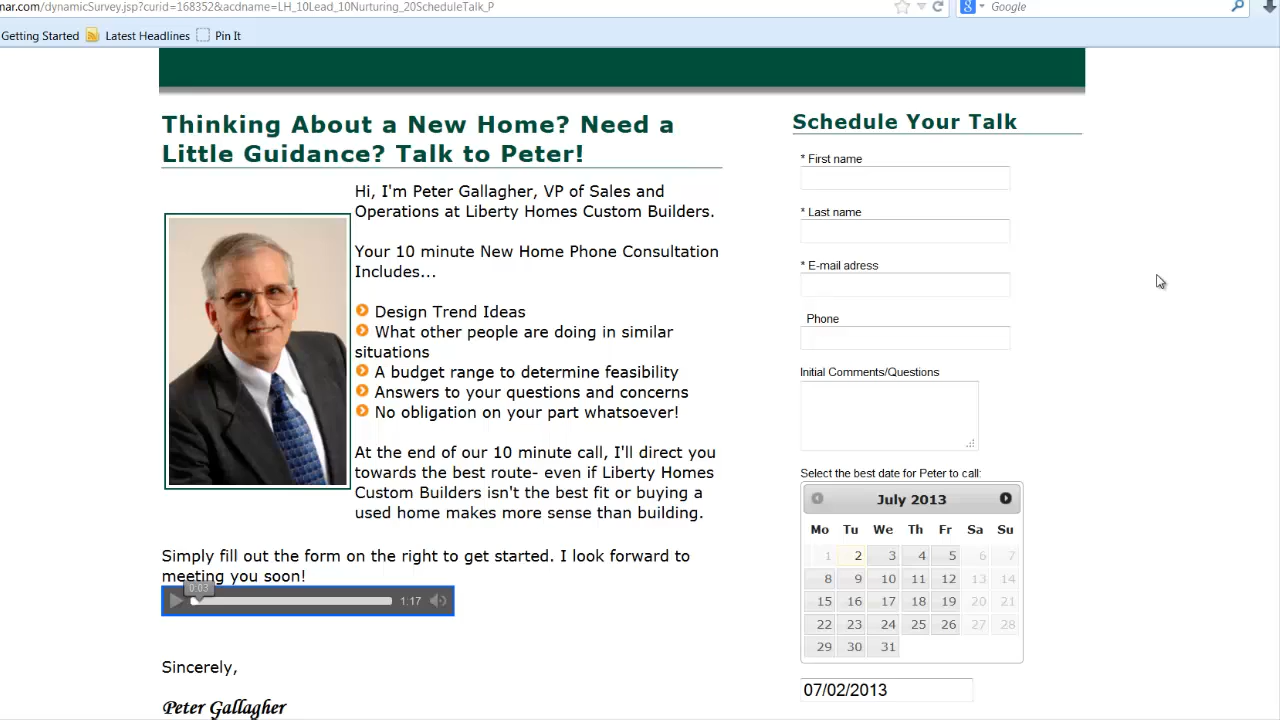 mar.com/dynamicSurvey.jsp?curid=168352&acdname=LH_10Lead_10Nurturing_20ScheduleTalk_P
Google
Getting Started
Latest Headlines
Pin It
Thinking About a New Home? Need a
Little Guidance? Talk to Peter!
Hi, I'm Peter Gallagher, VP of Sales and
Operations at Liberty Homes Custom Builders.
Your 10 minute New Home Phone Consultation
Includes...
Design Trend Ideas
What other people are doing in similar
situations
A budget range to determine feasibility
Answers to your questions and concerns
No obligation on your part whatsoever!
At the end of our 10 minute call, I'll direct you
towards the best route- even if Liberty Homes
Custom Builders isn't the best fit or buying a
used home makes more sense than building.
Simply fill out the form on the right to get started. I look forward to
meeting you soon!
0:03
1:17
Sincerely,
Peter Gallagher
Schedule Your Talk
* First name
* Last name
* E-mail adress
Phone
Initial Comments/Questions
Select the best date for Peter to call:
July 2013
Mo Tu We Th Fr Sa Su
1 2 3 4 5 6 7
8 9 10 11 12 13 14
15 16 17 18 19 20 21
22 23 24 25 26 27 28
29 30 31
07/02/2013